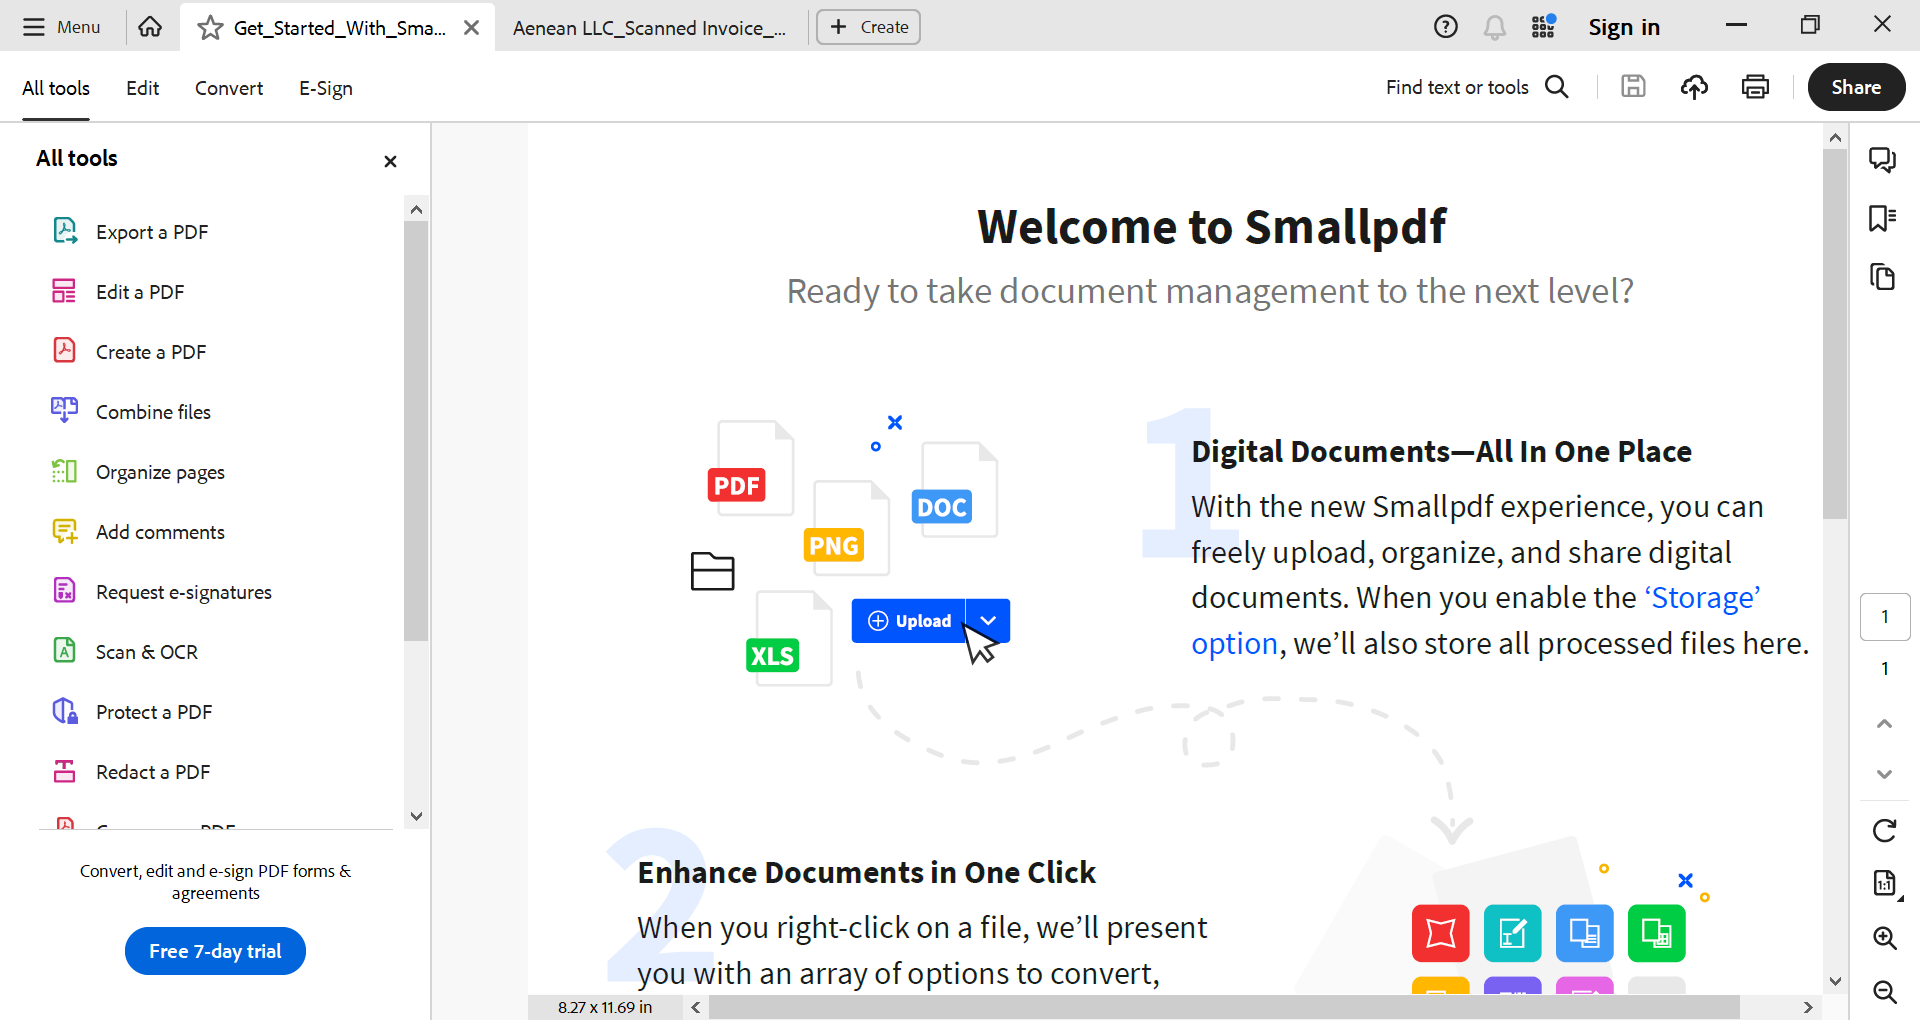 Menu
Get_Started_With_Sma...
Aenean LLC_Scanned Invoice_...
Create
Sign in
All tools
Edit
Convert
E-Sign
Find text or tools
Share
All tools
Export a PDF
Edit a PDF
Create a PDF
Combine files
Organize pages
Add comments
Request e-signatures
Scan & OCR
Protect a PDF
Redact a PDF
Convert, edit and e-sign PDF forms &
agreements
Free 7-day trial
Welcome to Smallpdf
Ready to take document management to the next level?
PDF
DOC
PNG
Upload
XLS
1
Digital Documents—All In One Place
With the new Smallpdf experience, you can
freely upload, organize, and share digital
documents. When you enable the ‘Storage’
option, we’ll also store all processed files here.
2
Enhance Documents in One Click
When you right-click on a file, we’ll present
you with an array of options to convert,
8.27 x 11.69 in
1
1
1:1